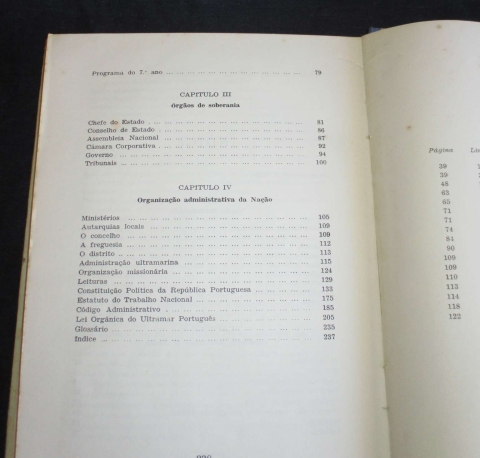 Programa do 7.º ano ... 79
CAPITULO III
Órgãos de soberania
Chefe do Estado ... 81
Conselho de Estado ... 86
Assembleia Nacional ... 87
Câmara Corporativa ... 92
Governo ... 94
Tribunais ... 100
CAPITULO IV
Organização administrativa da Nação
Ministérios ... 105
Autarquias locais ... 109
O concelho ... 109
A freguesia ... 112
O distrito ... 113
Administração ultramarina ... 115
Organização missionária ... 124
Leituras ... 129
Constituição Política da República Portuguesa ... 133
Estatuto do Trabalho Nacional ... 175
Código Administrativo ... 185
Lei Orgânica do Ultramar Português ... 205
Glossário ... 235
Indice ... 237
Página
39
39
48
63
65
71
71
74
84
90
109
109
110
113
114
118
122